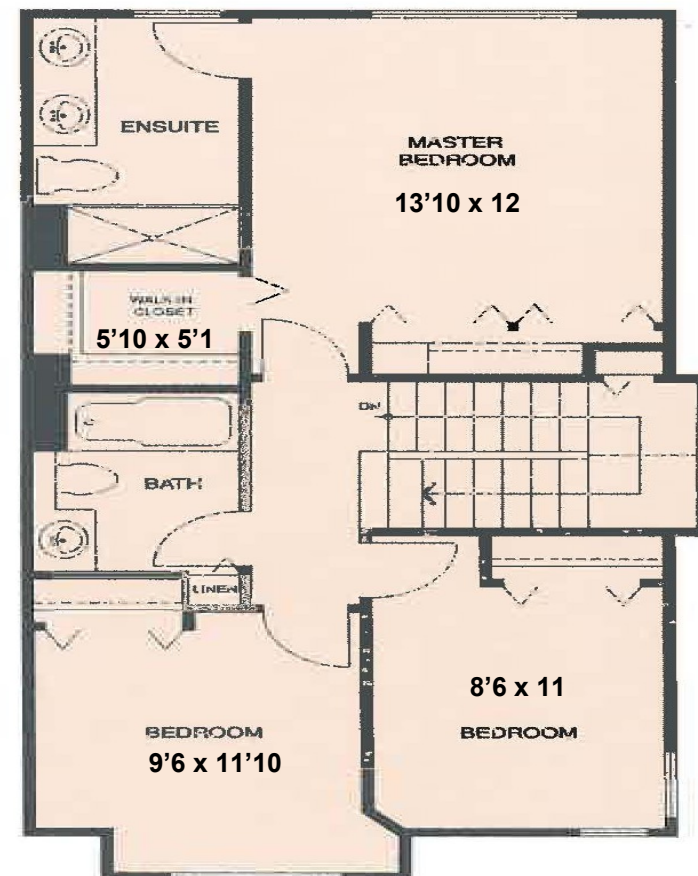 ENSUITE
MASTER
BEDROOM
13'10 x 12
WALK-IN
CLOSET
5'10 x 5'1
DN
BATH
LINEN
8'6 x 11
BEDROOM
BEDROOM
9'6 x 11'10